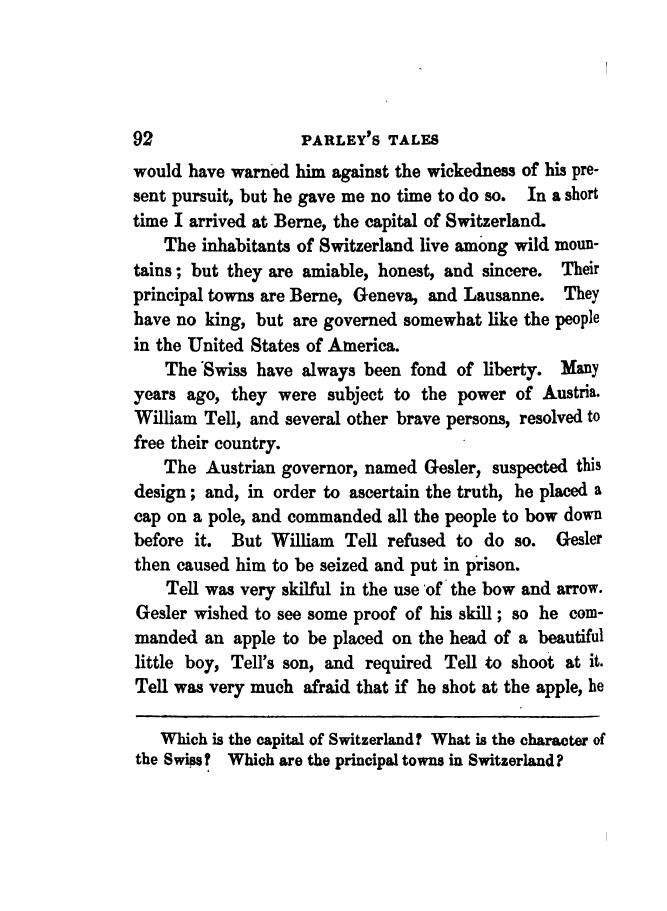 92 PARLEY'S TALES
would have warned him against the wickedness of his pre-
sent pursuit, but he gave me no time to do so. In a short
time I arrived at Berne, the capital of Switzerland.
The inhabitants of Switzerland live among wild moun-
tains; but they are amiable, honest, and sincere. Their
principal towns are Berne, Geneva, and Lausanne. They
have no king, but are governed somewhat like the people
in the United States of America.
The Swiss have always been fond of liberty. Many
years ago, they were subject to the power of Austria.
William Tell, and several other brave persons, resolved to
free their country.
The Austrian governor, named Gesler, suspected this
design; and, in order to ascertain the truth, he placed a
cap on a pole, and commanded all the people to bow down
before it. But William Tell refused to do so. Gesler
then caused him to be seized and put in prison.
Tell was very skilful in the use of the bow and arrow.
Gesler wished to see some proof of his skill; so he com-
manded an apple to be placed on the head of a beautiful
little boy, Tell's son, and required Tell to shoot at it.
Tell was very much afraid that if he shot at the apple, he
Which is the capital of Switzerland? What is the character of
the Swiss? Which are the principal towns in Switzerland?